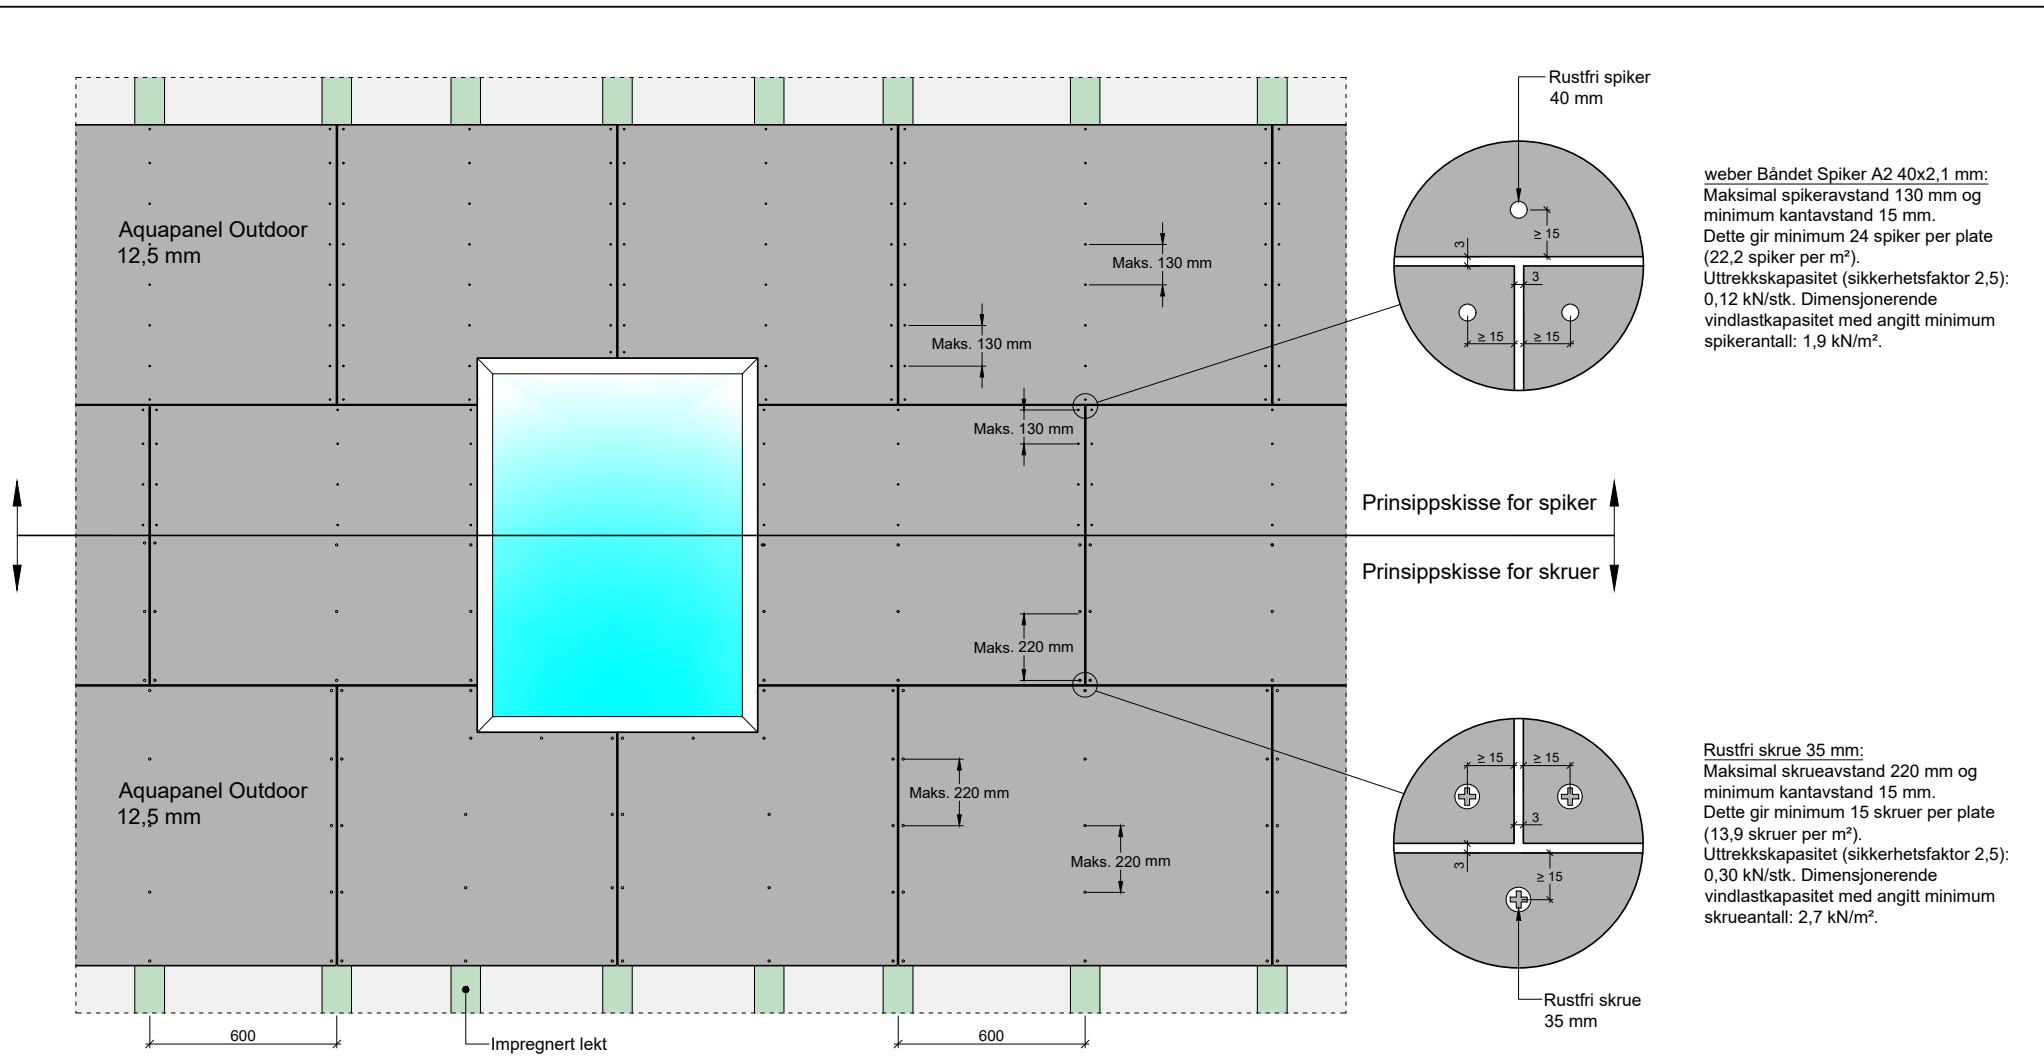 Rustfri spiker
40 mm
weber Båndet Spiker A2 40x2,1 mm:
Maksimal spikeravstand 130 mm og
minimum kantavstand 15 mm.
Dette gir minimum 24 spiker per plate
(22,2 spiker per m²).
Uttrekkskapasitet (sikkerhetsfaktor 2,5):
0,12 kN/stk. Dimensjonerende
vindlastkapasitet med angitt minimum
spikerantall: 1,9 kN/m².
Aquapanel Outdoor
12,5 mm
Maks. 130 mm
Maks. 130 mm
Maks. 130 mm
≥ 15
3
3
≥ 15
≥ 15
Prinsippskisse for spiker
Prinsippskisse for skruer
Maks. 220 mm
Aquapanel Outdoor
12,5 mm
Maks. 220 mm
Maks. 220 mm
≥ 15
≥ 15
3
3
≥ 15
Rustfri skrue 35 mm:
Maksimal skrueavstand 220 mm og
minimum kantavstand 15 mm.
Dette gir minimum 15 skruer per plate
(13,9 skruer per m²).
Uttrekkskapasitet (sikkerhetsfaktor 2,5):
0,30 kN/stk. Dimensjonerende
vindlastkapasitet med angitt minimum
skrueantall: 2,7 kN/m².
Rustfri skrue
35 mm
600
Impregnert lekt
600